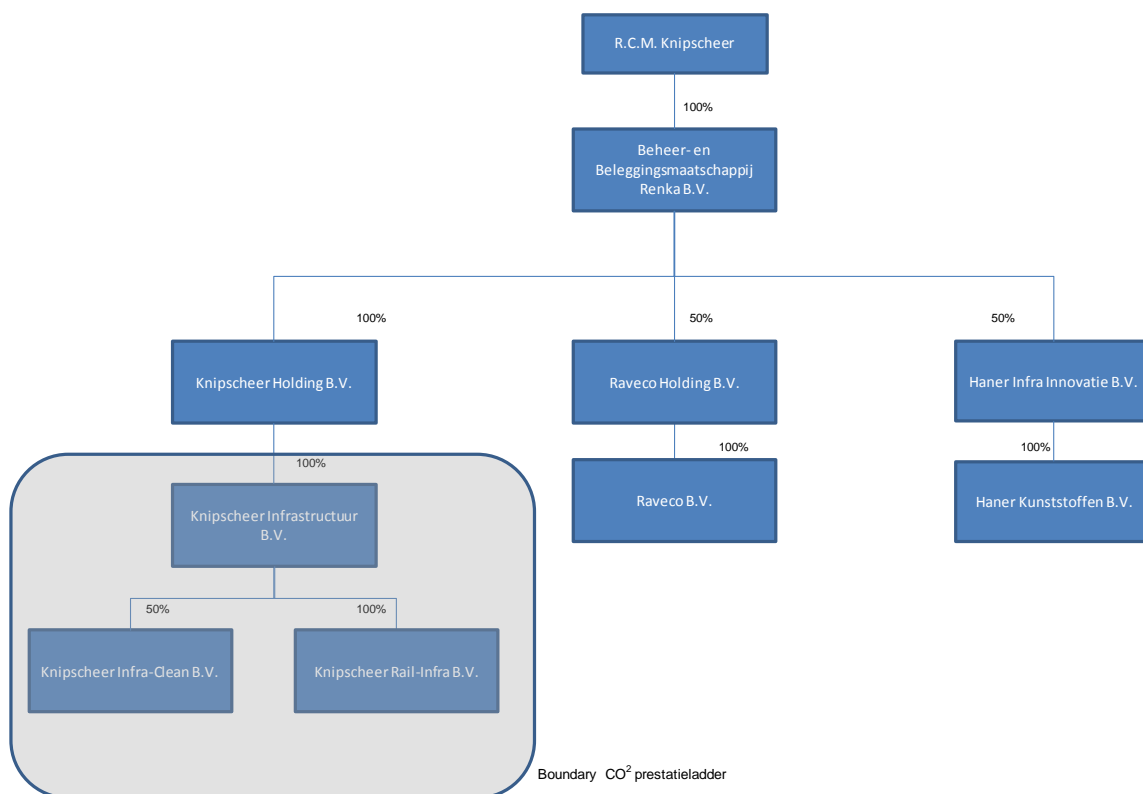 R.C.M. Knipscheer
100%
Beheer- en
Beleggingsmaatschappij
Renka B.V.
100%
50%
50%
Knipscheer Holding B.V.
Raveco Holding B.V.
Haner Infra Innovatie B.V.
100%
100%
100%
Knipscheer Infrastructuur
B.V.
Raveco B.V.
Haner Kunststoffen B.V.
50%
100%
Knipscheer Infra-Clean B.V.
Knipscheer Rail-Infra B.V.
Boundary CO² prestatieladder